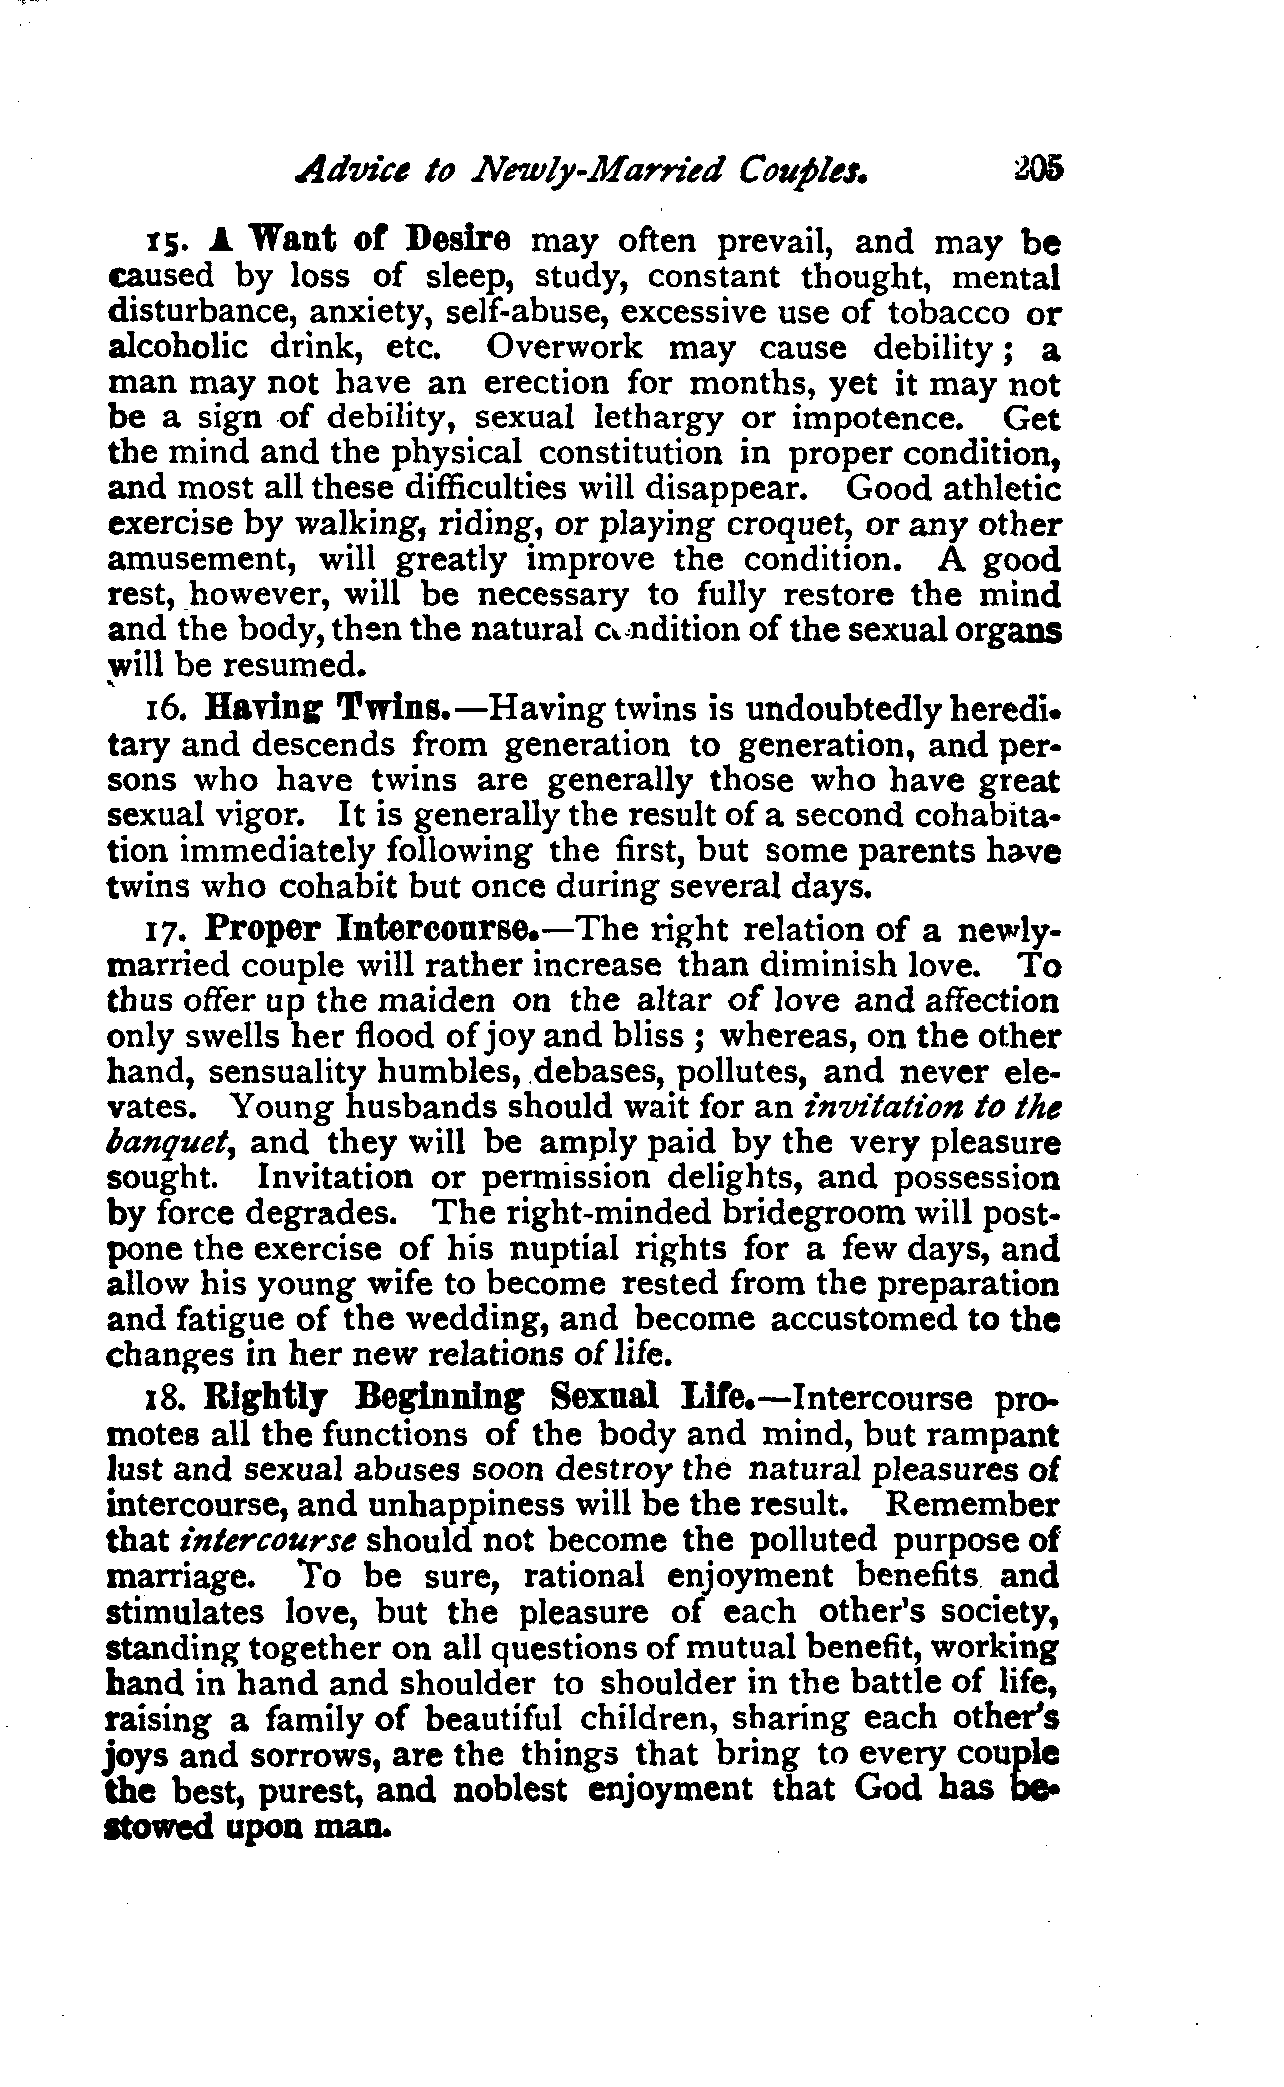 Advice to Newly-Married Couples. 205
15. A Want of Desire may often prevail, and may be
caused by loss of sleep, study, constant thought, mental
disturbance, anxiety, self-abuse, excessive use of tobacco or
alcoholic drink, etc. Overwork may cause debility ; a
man may not have an erection for months, yet it may not
be a sign of debility, sexual lethargy or impotence. Get
the mind and the physical constitution in proper condition,
and most all these difficulties will disappear. Good athletic
exercise by walking, riding, or playing croquet, or any other
amusement, will greatly improve the condition. A good
rest, however, will be necessary to fully restore the mind
and the body, then the natural condition of the sexual organs
will be resumed.
16. Having Twins.—Having twins is undoubtedly heredi-
tary and descends from generation to generation, and per-
sons who have twins are generally those who have great
sexual vigor. It is generally the result of a second cohabita-
tion immediately following the first, but some parents have
twins who cohabit but once during several days.
17. Proper Intercourse.—The right relation of a newly-
married couple will rather increase than diminish love. To
thus offer up the maiden on the altar of love and affection
only swells her flood of joy and bliss ; whereas, on the other
hand, sensuality humbles, debases, pollutes, and never ele-
vates. Young husbands should wait for an invitation to the
banquet, and they will be amply paid by the very pleasure
sought. Invitation or permission delights, and possession
by force degrades. The right-minded bridegroom will post-
pone the exercise of his nuptial rights for a few days, and
allow his young wife to become rested from the preparation
and fatigue of the wedding, and become accustomed to the
changes in her new relations of life.
18. Rightly Beginning Sexual Life.—Intercourse pro-
motes all the functions of the body and mind, but rampant
lust and sexual abuses soon destroy the natural pleasures of
intercourse, and unhappiness will be the result. Remember
that intercourse should not become the polluted purpose of
marriage. To be sure, rational enjoyment benefits and
stimulates love, but the pleasure of each other's society,
standing together on all questions of mutual benefit, working
hand in hand and shoulder to shoulder in the battle of life,
raising a family of beautiful children, sharing each other's
joys and sorrows, are the things that bring to every couple
the best, purest, and noblest enjoyment that God has be-
stowed upon man.